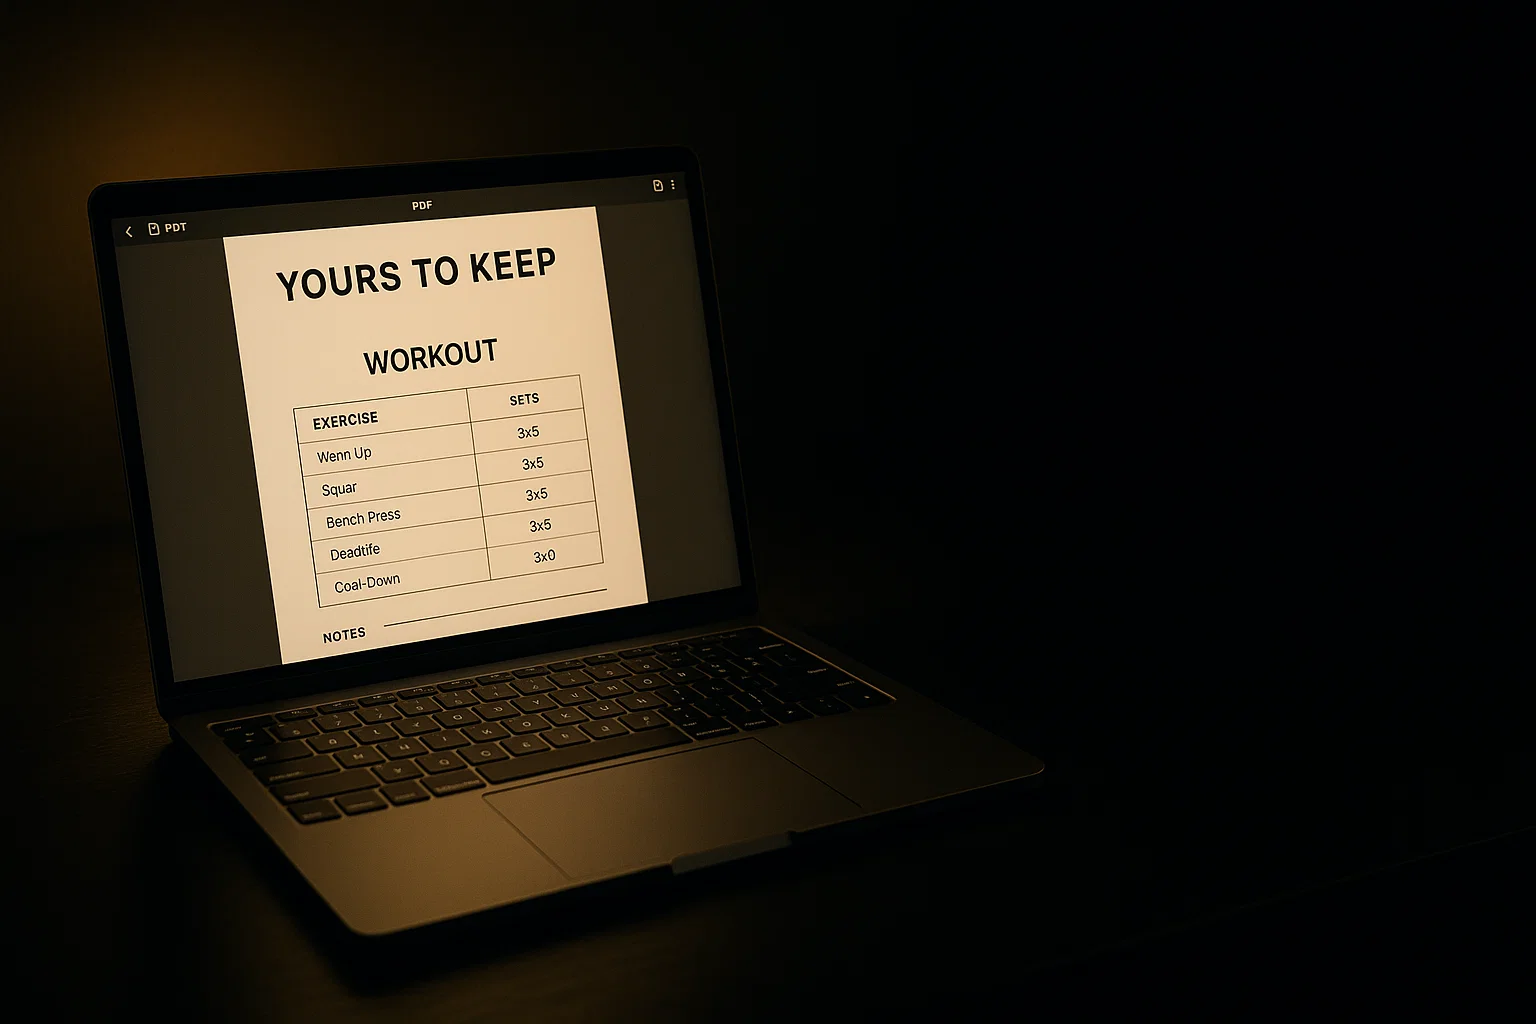 PDF
PDT
YOURS TO KEEP
WORKOUT
EXERCISE SETS
Wenn Up 3x5
Squar 3x5
Bench Press 3x5
Deadtife 3x5
Coal-Down 3x0
NOTES